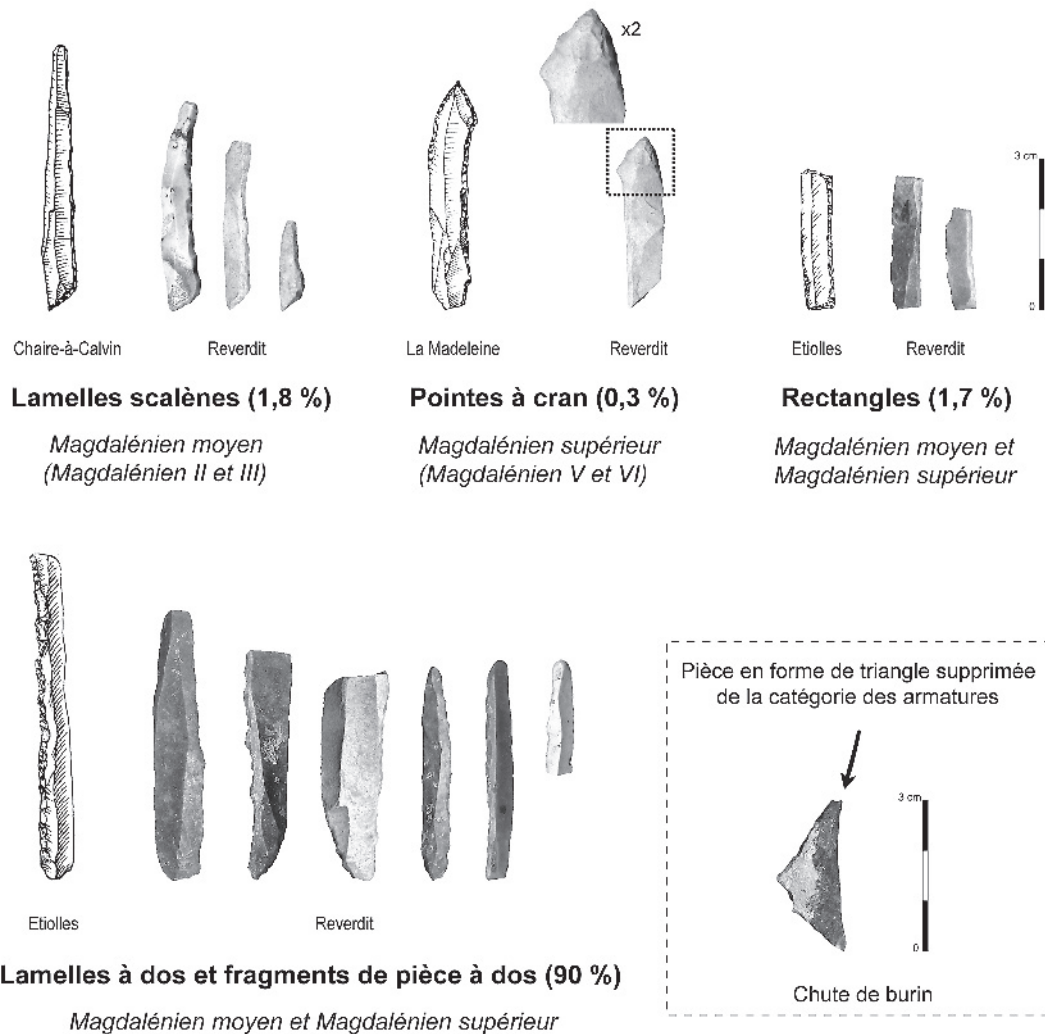 x2
3 cm
0
Chaire-à-Calvin
Reverdit
La Madeleine
Reverdit
Etiolles
Reverdit
Lamelles scalènes (1,8 %)
Magdalénien moyen
(Magdalénien II et III)
Pointes à cran (0,3 %)
Magdalénien supérieur
(Magdalénien V et VI)
Rectangles (1,7 %)
Magdalénien moyen et
Magdalénien supérieur
Etiolles
Reverdit
Lamelles à dos et fragments de pièce à dos (90 %)
Magdalénien moyen et Magdalénien supérieur
Pièce en forme de triangle supprimée
de la catégorie des armatures
3 cm
0
Chute de burin